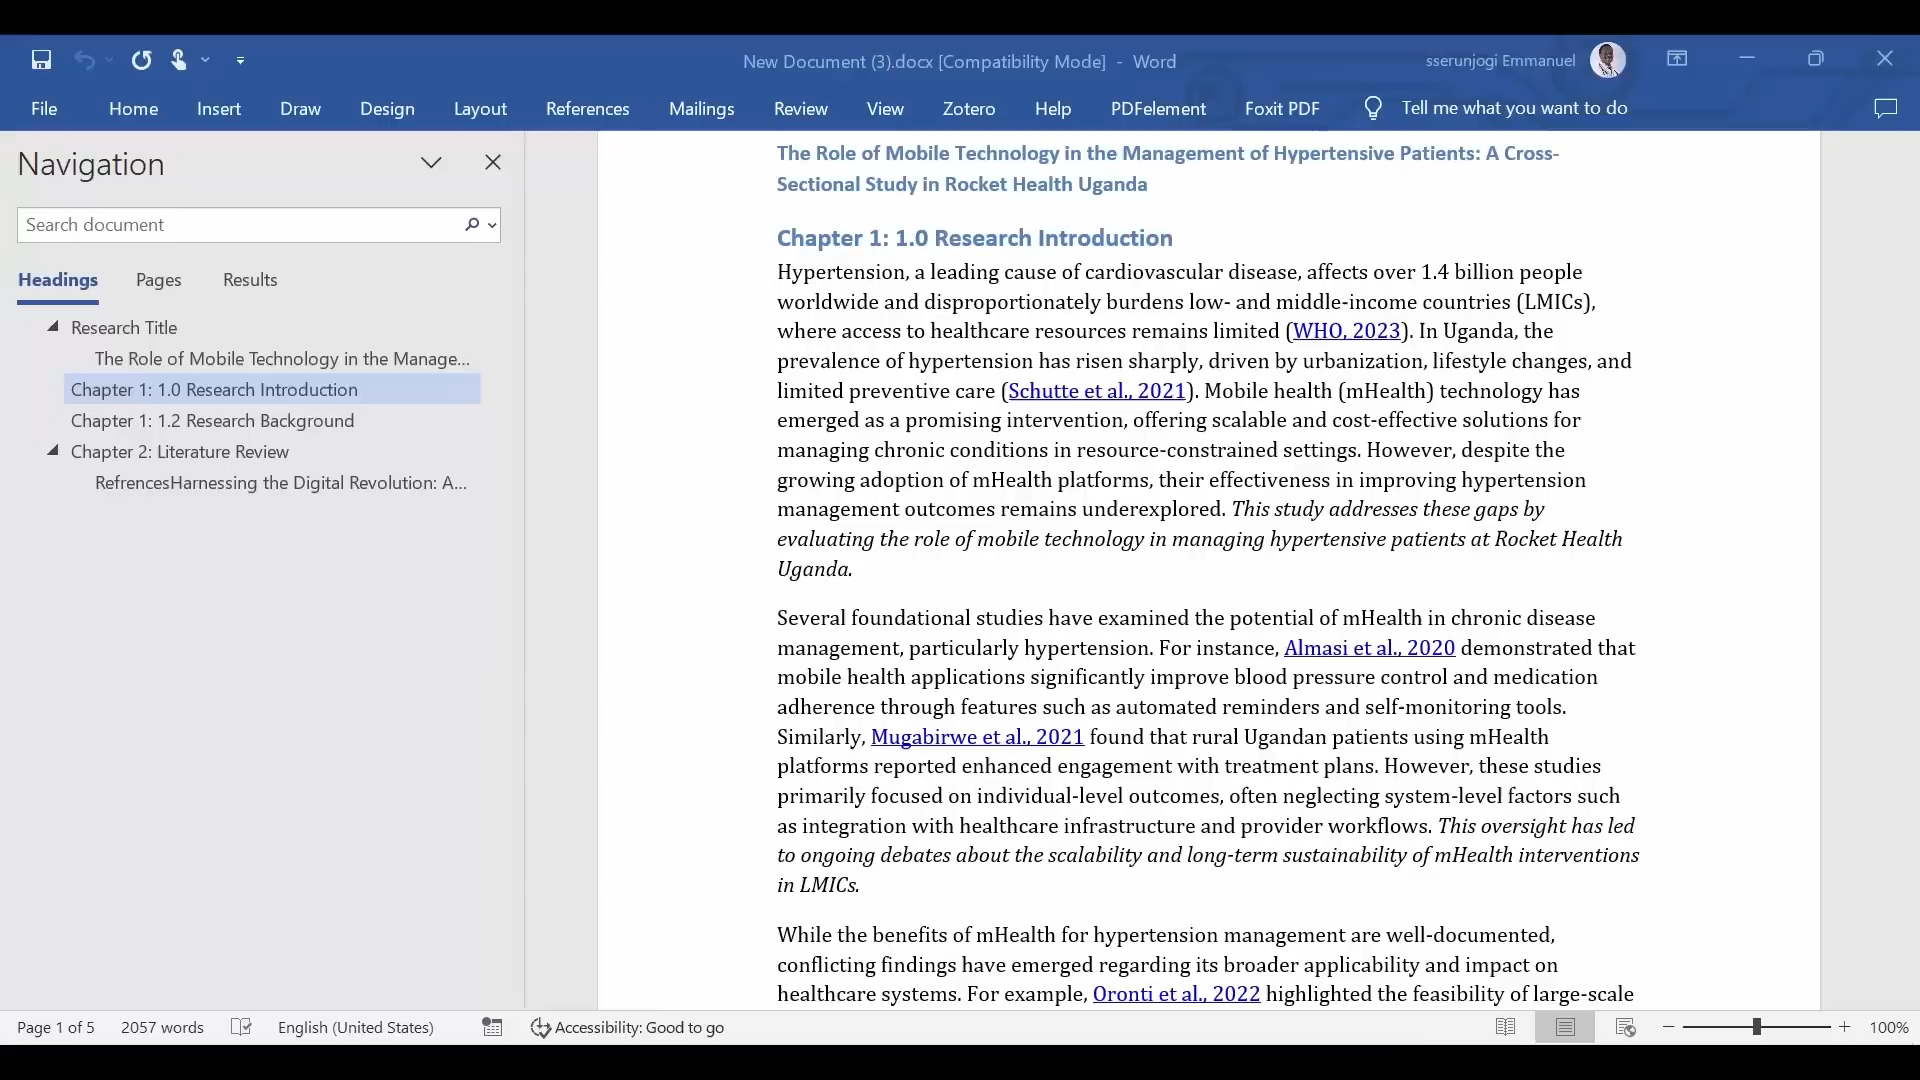 New Document (3).docx [Compatibility Mode] - Word
sserunjogi Emmanuel
File Home Insert Draw Design Layout References Mailings Review View Zotero Help PDFelement Foxit PDF Tell me what you want to do
Navigation
Search document
Headings Pages Results
Research Title
The Role of Mobile Technology in the Manage...
Chapter 1: 1.0 Research Introduction
Chapter 1: 1.2 Research Background
Chapter 2: Literature Review
RefrencesHarnessing the Digital Revolution: A...
The Role of Mobile Technology in the Management of Hypertensive Patients: A Cross-
Sectional Study in Rocket Health Uganda
Chapter 1: 1.0 Research Introduction
Hypertension, a leading cause of cardiovascular disease, affects over 1.4 billion people
worldwide and disproportionately burdens low- and middle-income countries (LMICs),
where access to healthcare resources remains limited (WHO, 2023). In Uganda, the
prevalence of hypertension has risen sharply, driven by urbanization, lifestyle changes, and
limited preventive care (Schutte et al., 2021). Mobile health (mHealth) technology has
emerged as a promising intervention, offering scalable and cost-effective solutions for
managing chronic conditions in resource-constrained settings. However, despite the
growing adoption of mHealth platforms, their effectiveness in improving hypertension
management outcomes remains underexplored. This study addresses these gaps by
evaluating the role of mobile technology in managing hypertensive patients at Rocket Health
Uganda.
Several foundational studies have examined the potential of mHealth in chronic disease
management, particularly hypertension. For instance, Almasi et al., 2020 demonstrated that
mobile health applications significantly improve blood pressure control and medication
adherence through features such as automated reminders and self-monitoring tools.
Similarly, Mugabirwe et al., 2021 found that rural Ugandan patients using mHealth
platforms reported enhanced engagement with treatment plans. However, these studies
primarily focused on individual-level outcomes, often neglecting system-level factors such
as integration with healthcare infrastructure and provider workflows. This oversight has led
to ongoing debates about the scalability and long-term sustainability of mHealth interventions
in LMICs.
While the benefits of mHealth for hypertension management are well-documented,
conflicting findings have emerged regarding its broader applicability and impact on
healthcare systems. For example, Oronti et al., 2022 highlighted the feasibility of large-scale
Page 1 of 5 2057 words English (United States) Accessibility: Good to go 100%